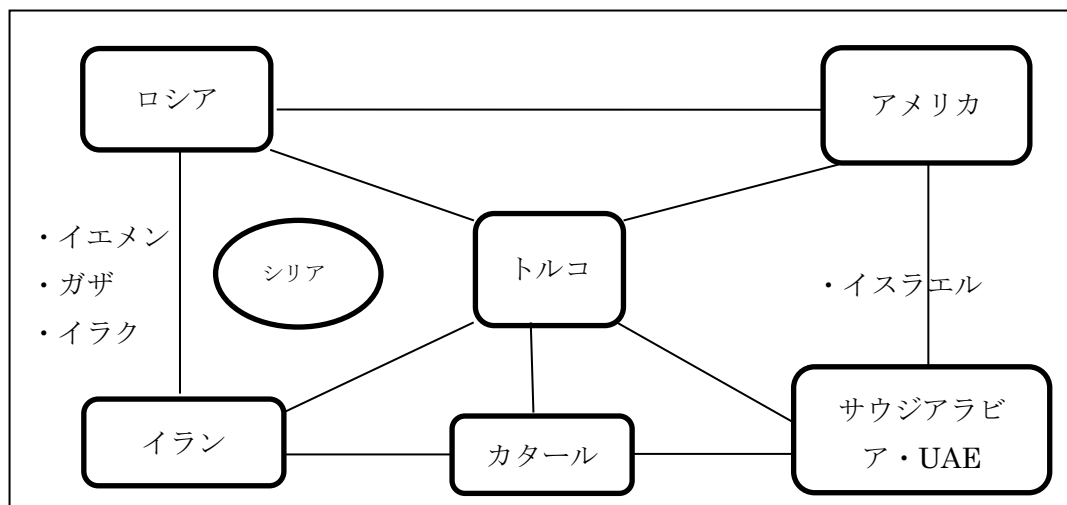 ロシア
アメリカ
・イエメン
・ガザ
・イラク
シリア
トルコ
・イスラエル
イラン
カタール
サウジアラビ
ア・UAE